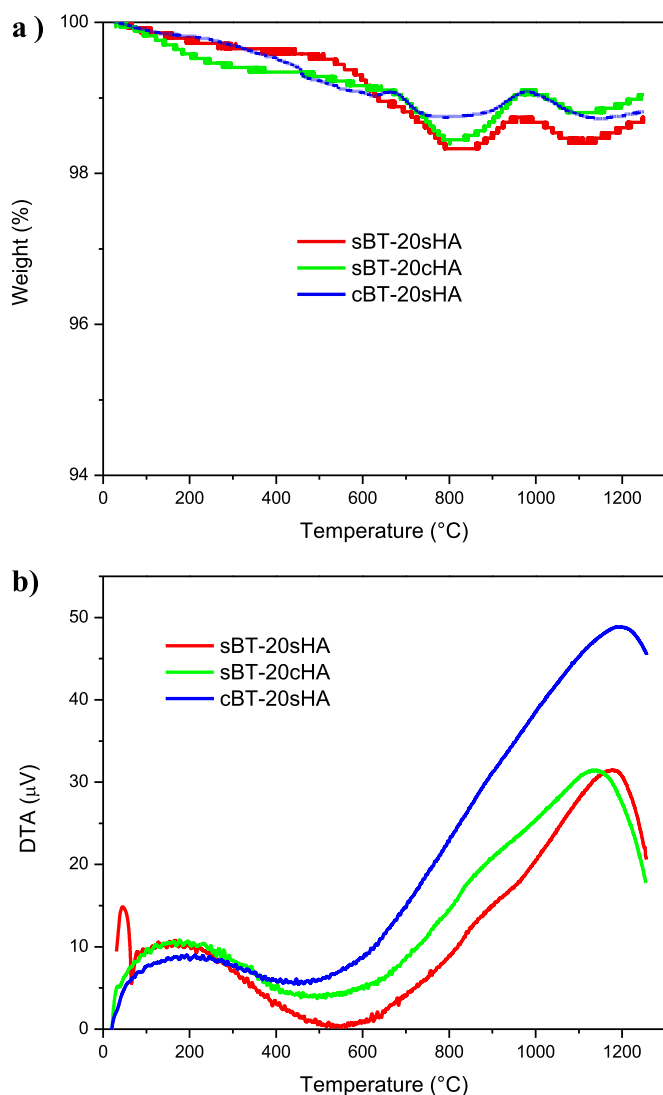 a )
100
98
96
94
Weight (%)
sBT-20sHA
sBT-20cHA
cBT-20sHA
0 200 400 600 800 1000 1200
Temperature (°C)
b)
50
40
30
20
10
0
DTA (μV)
sBT-20sHA
sBT-20cHA
cBT-20sHA
0 200 400 600 800 1000 1200
Temperature (°C)